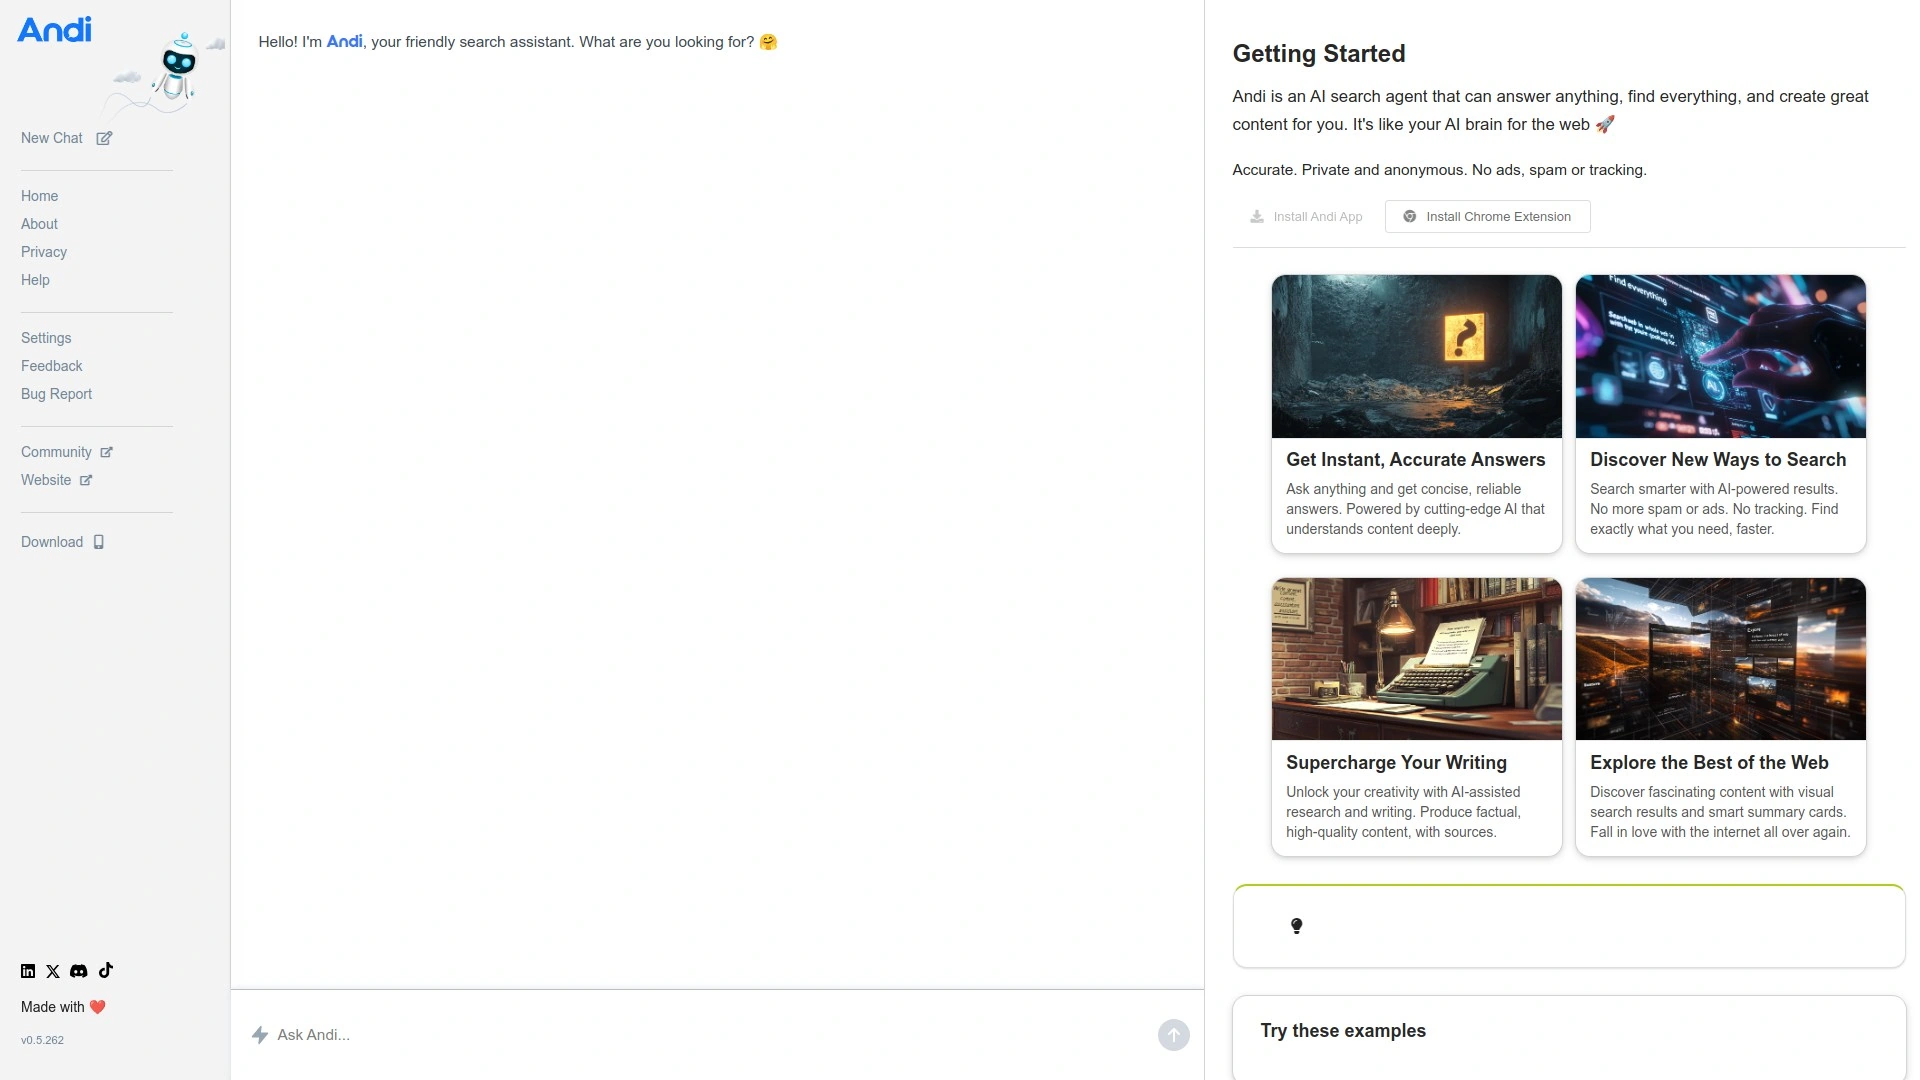 Andi
New Chat
Home
About
Privacy
Help
Settings
Feedback
Bug Report
Community
Website
Download
Made with ❤️
v0.5.262
Hello! I'm Andi, your friendly search assistant. What are you looking for? 🤗
Ask Andi...
Getting Started
Andi is an AI search agent that can answer anything, find everything, and create great
content for you. It's like your AI brain for the web 🚀
Accurate. Private and anonymous. No ads, spam or tracking.
Install Andi App
Install Chrome Extension
Find evverything
Get Instant, Accurate Answers
Ask anything and get concise, reliable
answers. Powered by cutting-edge AI that
understands content deeply.
Discover New Ways to Search
Search smarter with AI-powered results.
No more spam or ads. No tracking. Find
exactly what you need, faster.
Supercharge Your Writing
Unlock your creativity with AI-assisted
research and writing. Produce factual,
high-quality content, with sources.
Explore the Best of the Web
Discover fascinating content with visual
search results and smart summary cards.
Fall in love with the internet all over again.
Try these examples